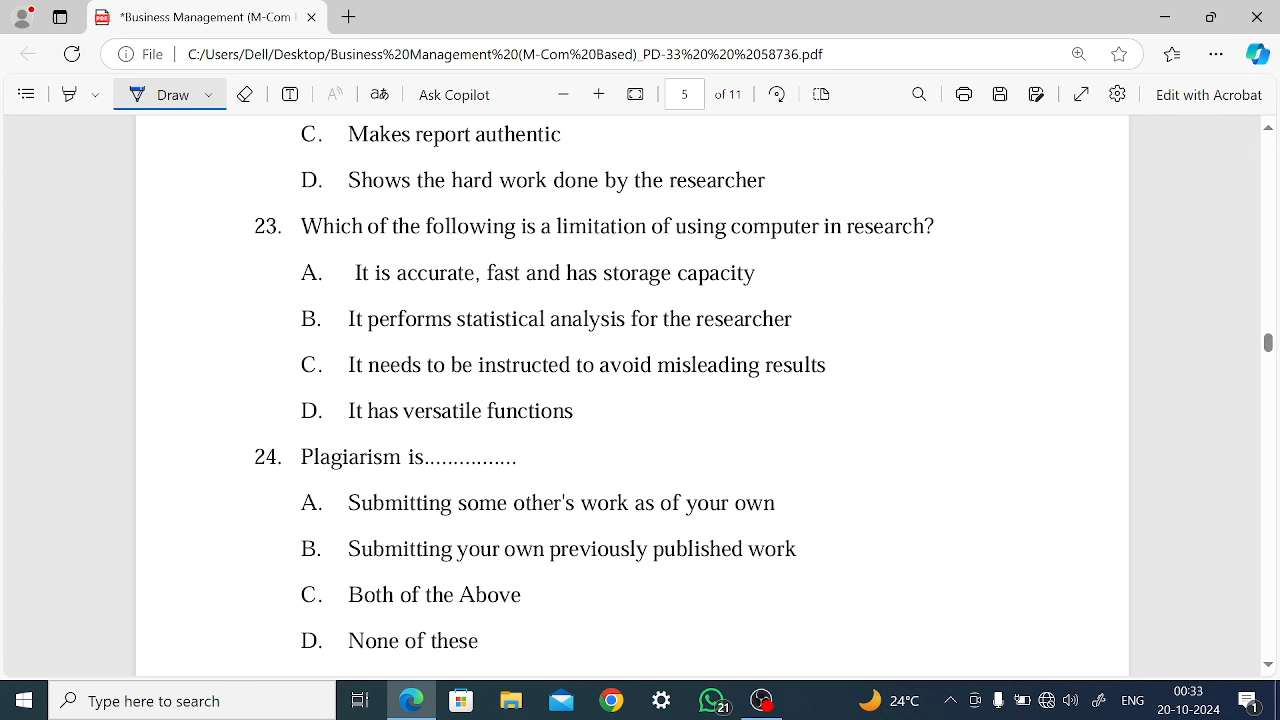 *Business Management (M-Com
File C:/Users/Dell/Desktop/Business%20Management%20(M-Com%20Based)_PD-33%20%20%2058736.pdf
Draw Ask Copilot 5 of 11 Edit with Acrobat
C. Makes report authentic
D. Shows the hard work done by the researcher
23. Which of the following is a limitation of using computer in research?
A. It is accurate, fast and has storage capacity
B. It performs statistical analysis for the researcher
C. It needs to be instructed to avoid misleading results
D. It has versatile functions
24. Plagiarism is................
A. Submitting some other's work as of your own
B. Submitting your own previously published work
C. Both of the Above
D. None of these
Type here to search 21 24°C ENG 00:33
20-10-2024 1